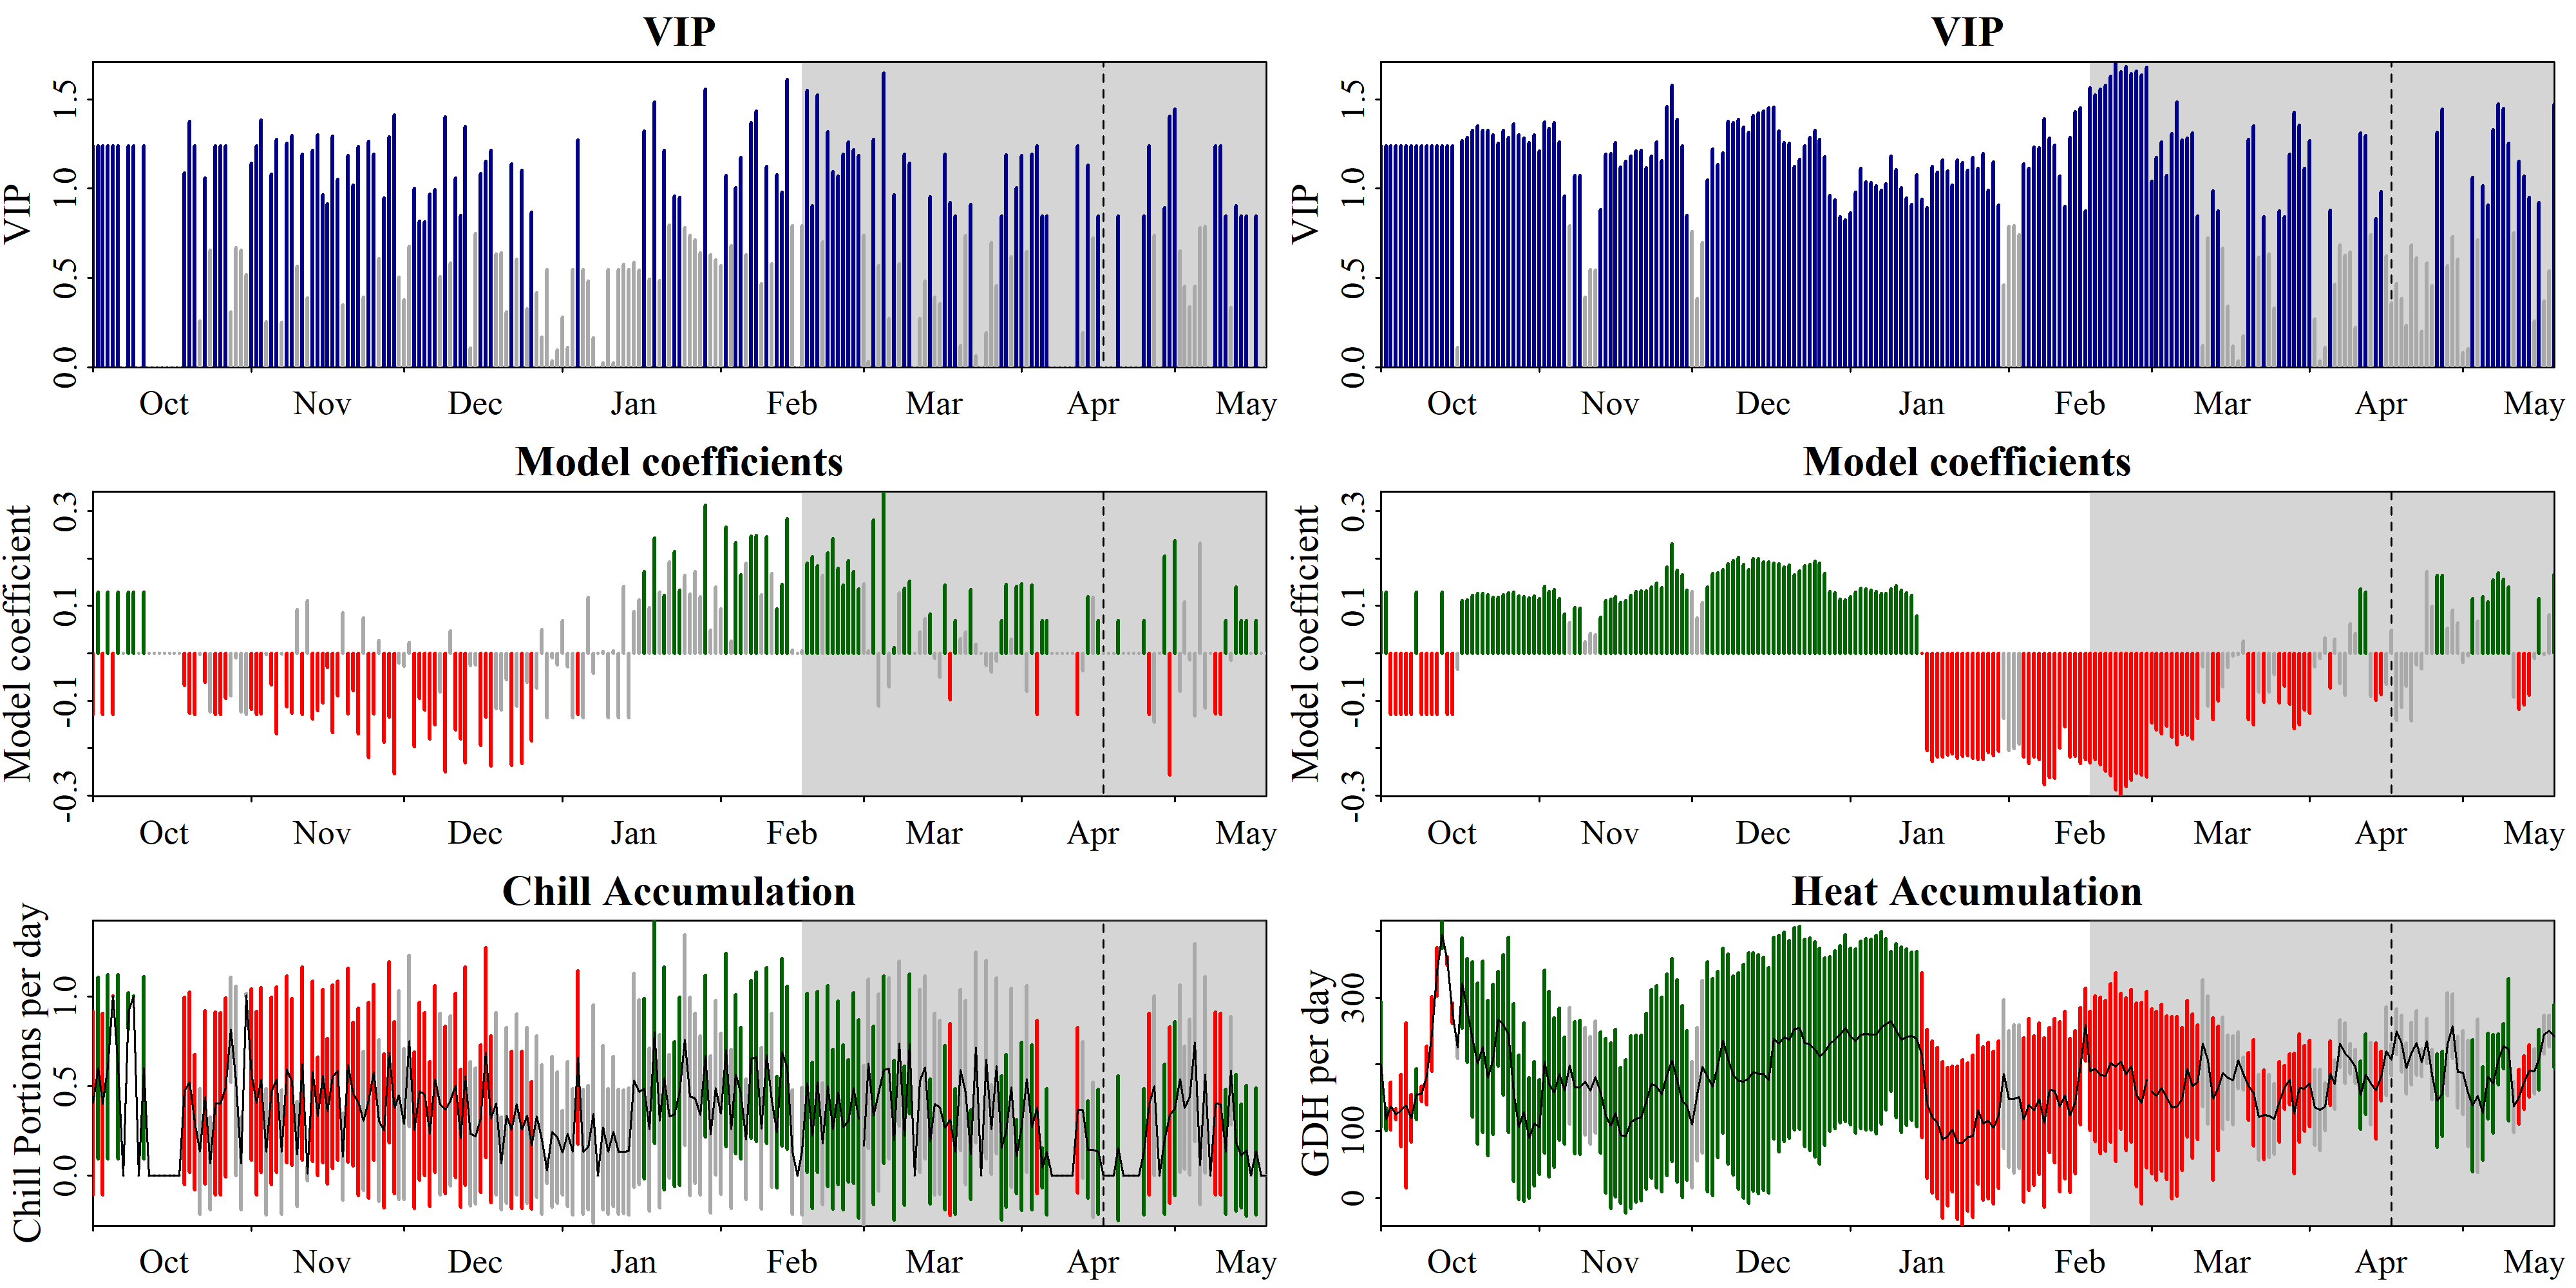 VIP
VIP
VIP
0.0 0.5 1.0 1.5
Oct Nov Dec Jan Feb Mar Apr May
VIP
0.0 0.5 1.0 1.5
Oct Nov Dec Jan Feb Mar Apr May
Model coefficients
Model coefficients
Model coefficient
-0.3 -0.1 0.1 0.3
Oct Nov Dec Jan Feb Mar Apr May
Model coefficient
-0.3 -0.1 0.1 0.3
Oct Nov Dec Jan Feb Mar Apr May
Chill Accumulation
Heat Accumulation
Chill Portions per day
0.0 0.5 1.0
Oct Nov Dec Jan Feb Mar Apr May
GDH per day
0 100 300
Oct Nov Dec Jan Feb Mar Apr May